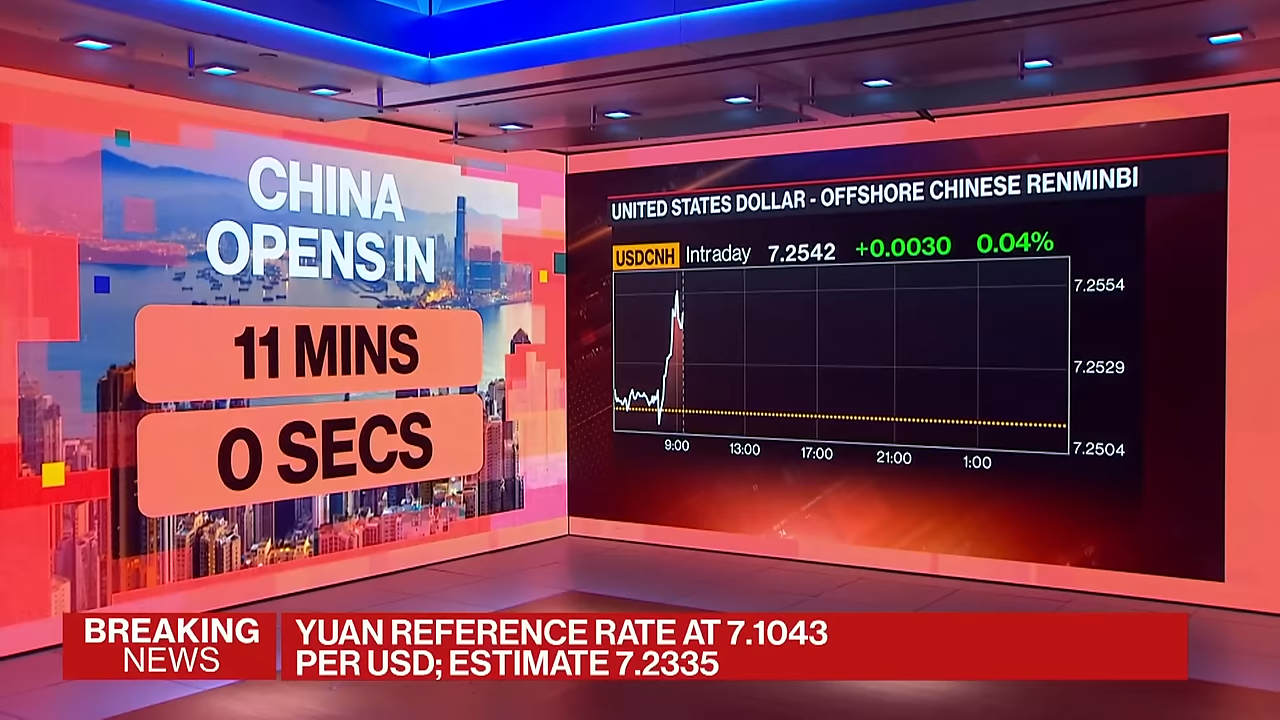 CHINA
OPENS IN
11 MINS
0 SECS
UNITED STATES DOLLAR - OFFSHORE CHINESE RENMINBI
USDCNH Intraday 7.2542 +0.0030 0.04%
7.2554
7.2529
7.2504
9:00 13:00 17:00 21:00 1:00
BREAKING
NEWS
YUAN REFERENCE RATE AT 7.1043
PER USD; ESTIMATE 7.2335